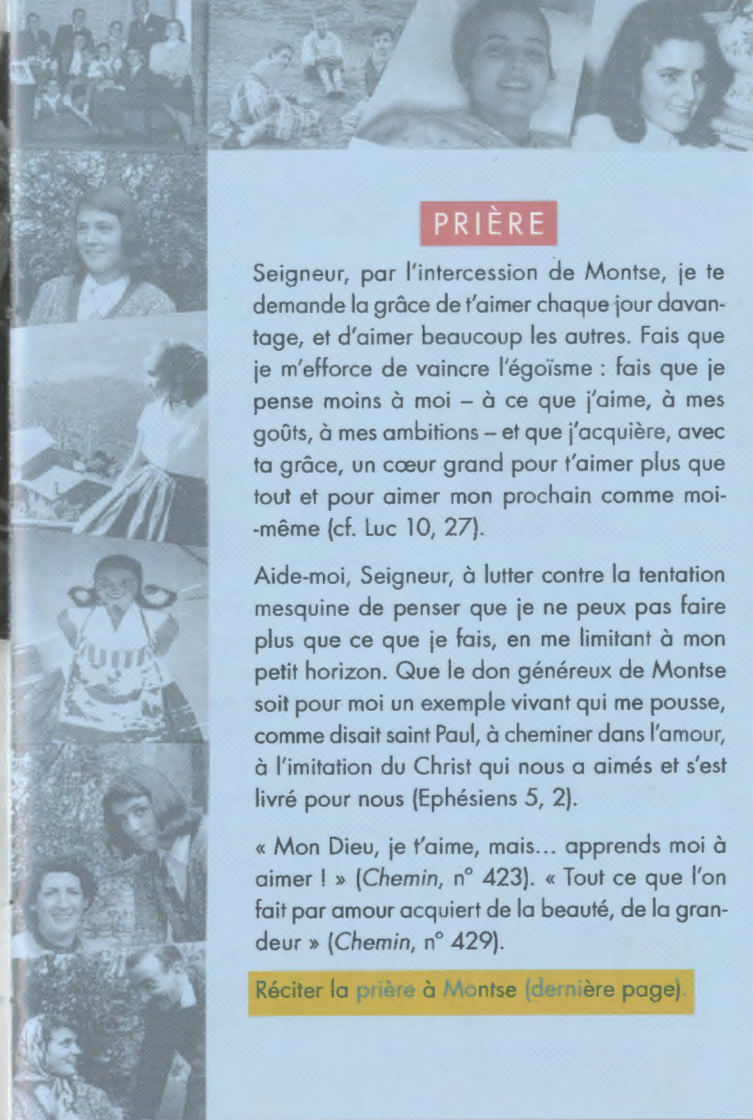 PRIÈRE
Seigneur, par l'intercession de Montse, je te
demande la grâce de t'aimer chaque jour davan-
tage, et d'aimer beaucoup les autres. Fais que
je m'efforce de vaincre l'égoïsme : fais que je
pense moins à moi – à ce que j'aime, à mes
goûts, à mes ambitions – et que j'acquière, avec
ta grâce, un cœur grand pour t'aimer plus que
tout et pour aimer mon prochain comme moi-
-même (cf. Luc 10, 27).
Aide-moi, Seigneur, à lutter contre la tentation
mesquine de penser que je ne peux pas faire
plus que ce que je fais, en me limitant à mon
petit horizon. Que le don généreux de Montse
soit pour moi un exemple vivant qui me pousse,
comme disait saint Paul, à cheminer dans l'amour,
à l'imitation du Christ qui nous a aimés et s'est
livré pour nous (Ephésiens 5, 2).
« Mon Dieu, je t'aime, mais... apprends moi à
aimer ! » (Chemin, n° 423). « Tout ce que l'on
fait par amour acquiert de la beauté, de la gran-
deur » (Chemin, n° 429).
Réciter la prière à Montse (dernière page).